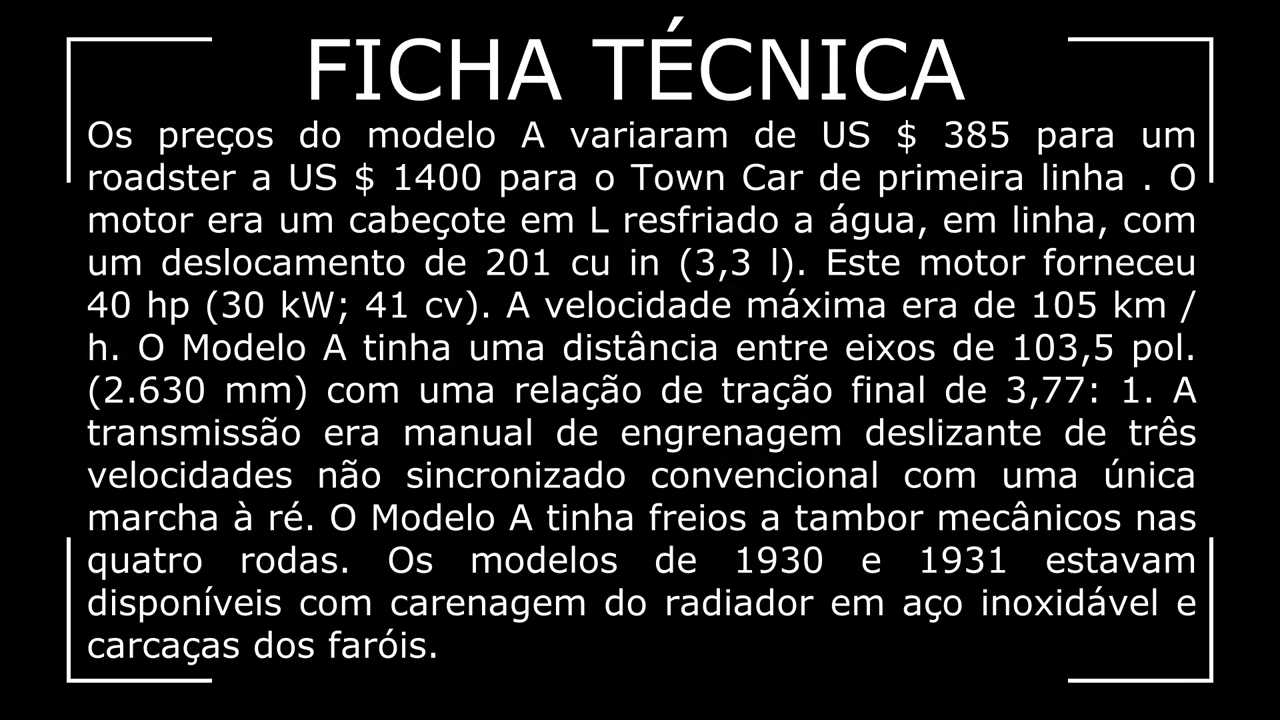 FICHA TÉCNICA
Os preços do modelo A variaram de US $ 385 para um
roadster a US $ 1400 para o Town Car de primeira linha . O
motor era um cabeçote em L resfriado a água, em linha, com
um deslocamento de 201 cu in (3,3 l). Este motor forneceu
40 hp (30 kW; 41 cv). A velocidade máxima era de 105 km /
h. O Modelo A tinha uma distância entre eixos de 103,5 pol.
(2.630 mm) com uma relação de tração final de 3,77: 1. A
transmissão era manual de engrenagem deslizante de três
velocidades não sincronizado convencional com uma única
marcha à ré. O Modelo A tinha freios a tambor mecânicos nas
quatro rodas. Os modelos de 1930 e 1931 estavam
disponíveis com carenagem do radiador em aço inoxidável e
carcaças dos faróis.